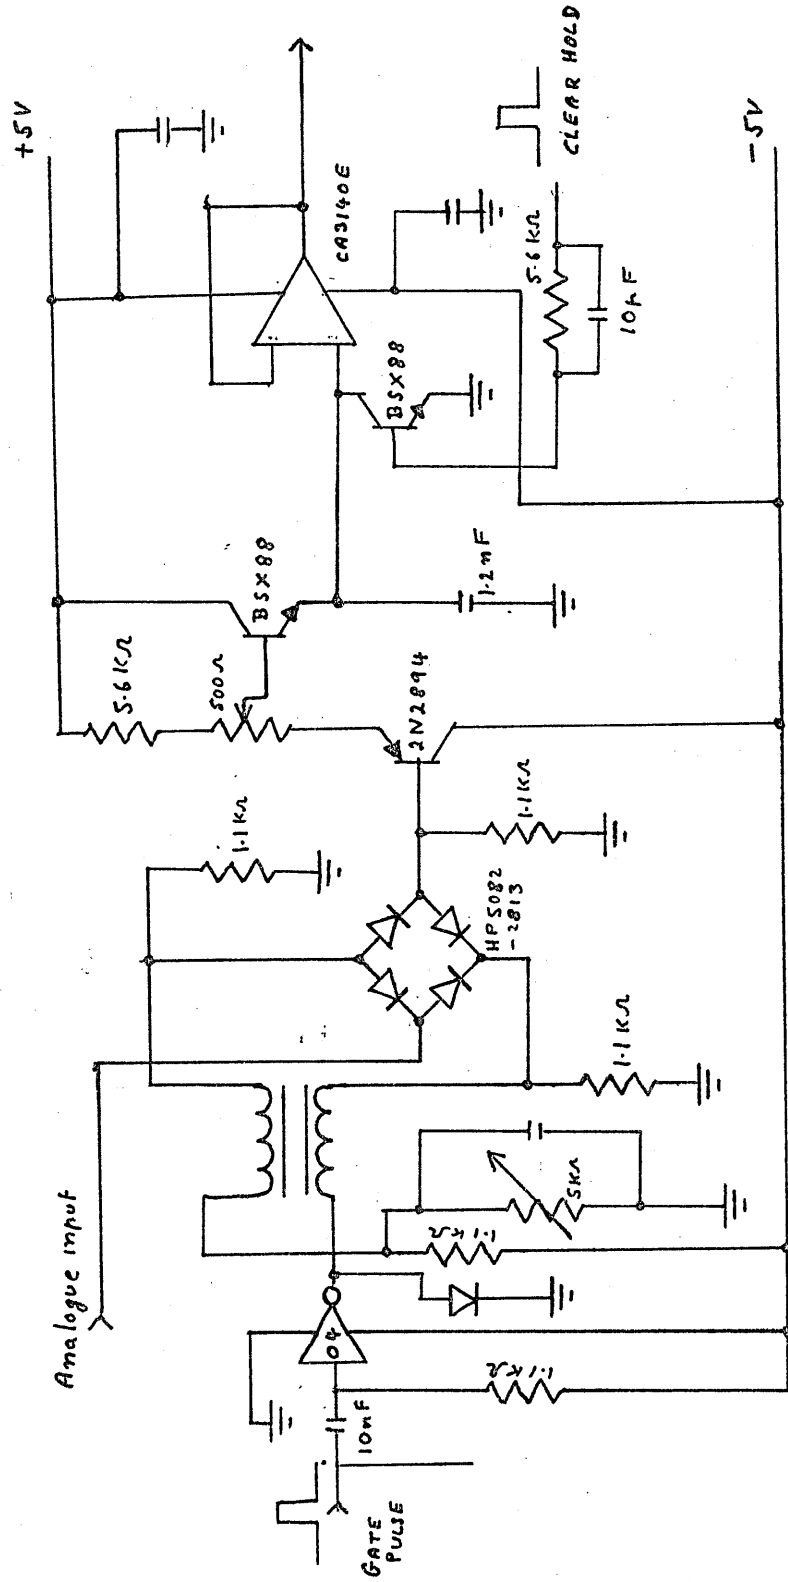 Analogue input
GATE
PULSE
10nF
04
1.1KΩ
1.1KΩ
5KΩ
1.1KΩ
1.1KΩ
HP5082
-2813
1.1KΩ
2N2894
5.6KΩ
500Ω
BSX88
1.2nF
BSX88
CA3140E
5.6KΩ
10pF
CLEAR HOLD
+5V
-5V